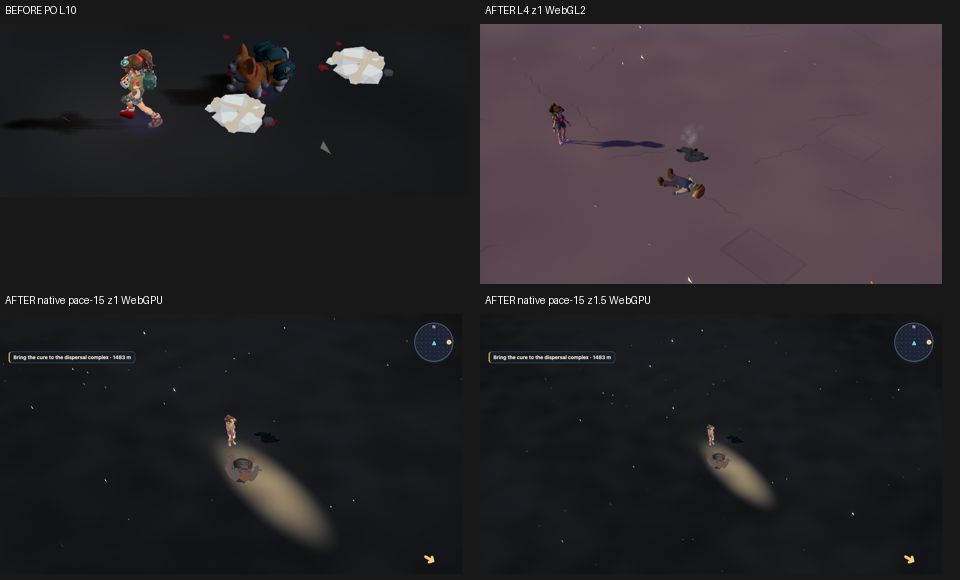 BEFORE PO L10
AFTER L4 z1 WebGL2
AFTER native pace-15 z1 WebGPU
AFTER native pace-15 z1.5 WebGPU
N
Bring the cure to the dispersal complex · 1483 m
N
Bring the cure to the dispersal complex · 1483 m